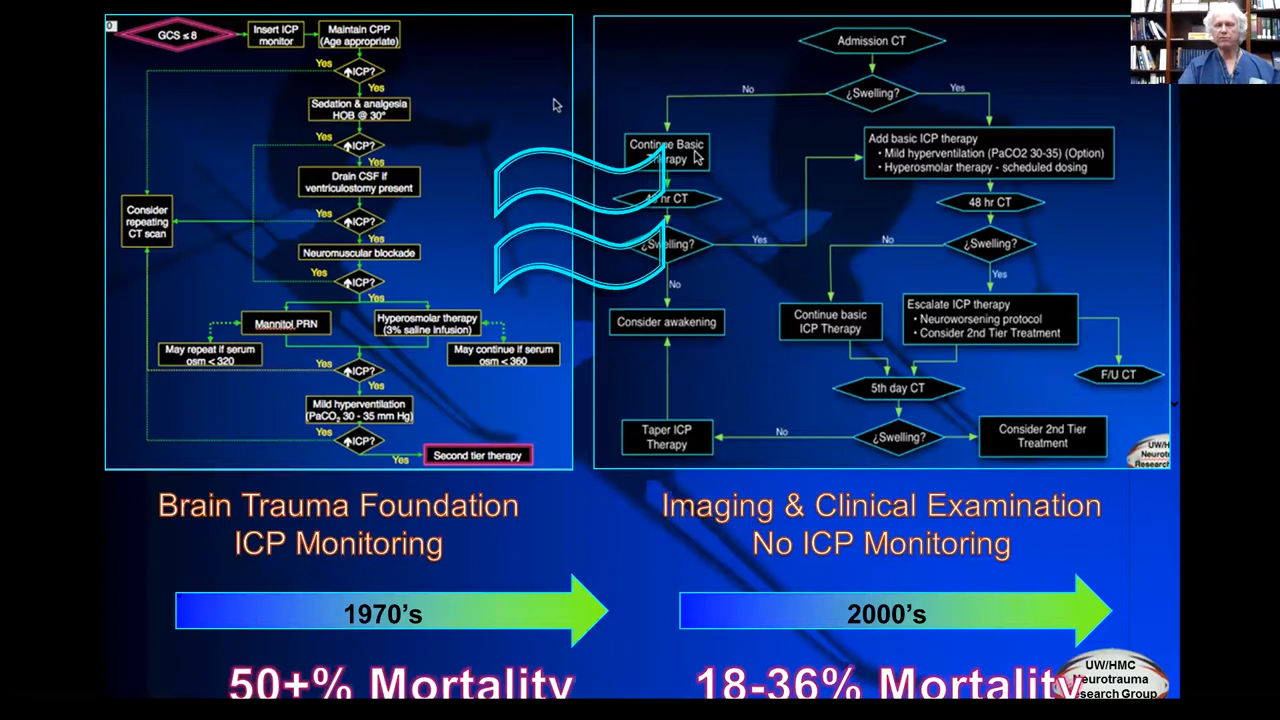 GCS ≤ 8
Insert ICP
monitor
Maintain CPP
(Age appropriate)
Yes
↑ICP?
Yes
Sedation & analgesia
HOB @ 30°
Yes
↑ICP?
Yes
Drain CSF if
ventriculostomy present
Consider
repeating
CT scan
Yes
↑ICP?
Yes
Neuromuscular blockade
Yes
↑ICP?
Yes
Mannitol PRN
Hyperosmolar therapy
(3% saline infusion)
May repeat if serum
osm < 320
May continue if serum
osm < 360
Yes
↑ICP?
Yes
Mild hyperventilation
(PaCO2 30 - 35 mm Hg)
Yes
↑ICP?
Yes
Second tier therapy
Admission CT
No
¿Swelling?
Yes
Continue Basic
Therapy
Add basic ICP therapy
• Mild hyperventilation (PaCO2 30-35) (Option)
• Hyperosmolar therapy - scheduled dosing
48 hr CT
48 hr CT
¿Swelling?
Yes
No
¿Swelling?
No
Yes
Consider awakening
Continue basic
ICP Therapy
Escalate ICP therapy
• Neuroworsening protocol
• Consider 2nd Tier Treatment
F/U CT
5th day CT
Taper ICP
Therapy
No
¿Swelling?
Consider 2nd Tier
Treatment
UW/H
Neurot
Research
Brain Trauma Foundation
ICP Monitoring
Imaging & Clinical Examination
No ICP Monitoring
1970's
2000's
50+% Mortality
18-36% Mortality
UW/HMC
Neurotrauma
Research Group